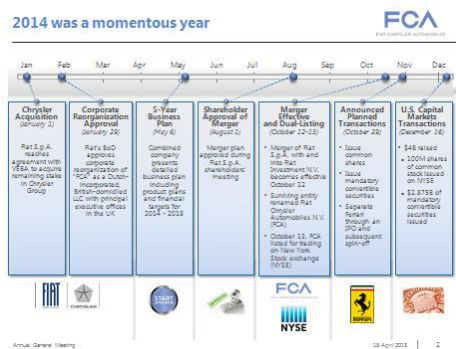 2014 was a momentous year
FCA
FIAT CHRYSLER AUTOMOBILES
Jan Feb Mar Apr May Jun Jul Aug Sep Oct Nov Dec
Chrysler
Acquisition
(January 1)
Fiat S.p.A.
reaches
agreement with
VEBA to acquire
remaining stake
in Chrysler
Group
Corporate
Reorganization
Approval
(January 29)
Fiat's BoD
approves
corporate
reorganization of
"FCA" as a Dutch-
incorporated,
British-domiciled
LLC with principal
executive offices
in the UK
5-Year
Business
Plan
(May 6)
Combined
company
presents
detailed
business plan
including
product plans
and financial
targets for
2014 - 2018
Shareholder
Approval of
Merger
(August 1)
Merger plan
approved during
Fiat S.p.A.
shareholders'
meeting
Merger
Effective
and Dual-Listing
(October 12-13)
• Merger of Fiat
S.p.A. with and
into Fiat
Investment N.V.
becomes effective
October 12
• Surviving entity
renamed Fiat
Chrysler
Automobiles N.V.
(FCA)
• October 13, FCA
listed for trading
on New York
Stock exchange
(NYSE)
Announced
Planned
Transactions
(October 29)
• Issue
common
shares
• Issue
mandatory
convertible
securities
• Separate
Ferrari
through an
IPO and
subsequent
spin-off
U.S. Capital
Markets
Transactions
(December 16)
• $4B raised
• 100M shares
of common
stock issued
on NYSE
• $2.875B of
mandatory
convertible
securities
issued
FIAT
CHRYSLER
START
FCA
NYSE
Ferrari
Annual General Meeting
16 April 2015
2